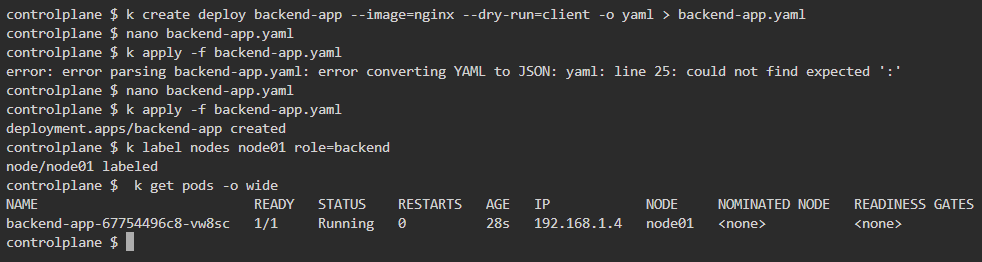 controlplane $ k create deploy backend-app --image=nginx --dry-run=client -o yaml > backend-app.yaml
controlplane $ nano backend-app.yaml
controlplane $ k apply -f backend-app.yaml
error: error parsing backend-app.yaml: error converting YAML to JSON: yaml: line 25: could not find expected ':'
controlplane $ nano backend-app.yaml
controlplane $ k apply -f backend-app.yaml
deployment.apps/backend-app created
controlplane $ k label nodes node01 role=backend
node/node01 labeled
controlplane $  k get pods -o wide
NAME                           READY   STATUS    RESTARTS   AGE   IP            NODE     NOMINATED NODE   READINESS GATES
backend-app-67754496c8-vw8sc   1/1     Running   0          28s   192.168.1.4   node01   <none>           <none>
controlplane $